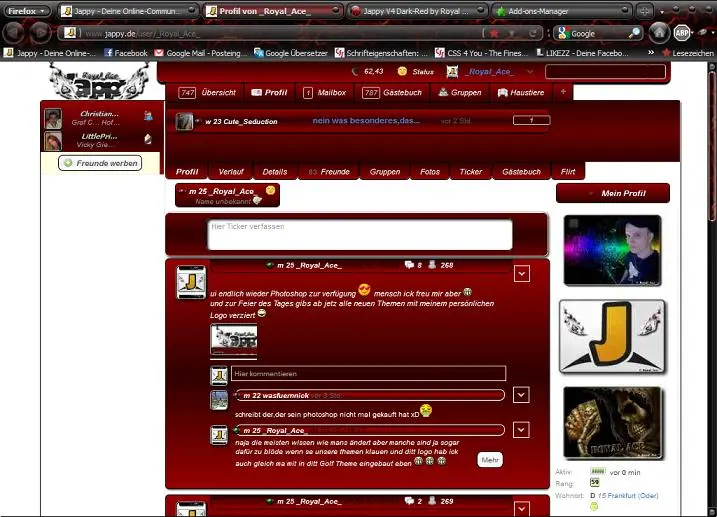 Firefox
Jappy - Deine Online-Commun...
Profil von _Royal_Ace_
Jappy V4 Dark-Red by Royal ...
Add-ons-Manager
www.jappy.de/user/_Royal_Ace_
Google
ABP
Jappy - Deine Online-...
Facebook
Google Mail - Posteing...
Google Übersetzer
Schrifteigenschaften: ...
CSS 4 You - The Fines...
LIKEZZ - Deine Facebo...
Lesezeichen
Royal_Ace
app
62,43
Status
_Royal_Ace_
747 Übersicht
Profil
1 Mailbox
787 Gästebuch
Gruppen
Haustiere
+
Christian...
Graf C... Hof...
LittlePri...
Vicky Gie...
Freunde werben
w 23 Cute_Seduction
nein was besonderes,das...
vor 2 Std.
Profil
Verlauf
Details
83 Freunde
Gruppen
Fotos
Ticker
Gästebuch
Flirt
m 25 _Royal_Ace_
Name unbekannt
Mein Profil
Hier Ticker verfassen
m 25 _Royal_Ace_
8
268
ui endlich wieder Photoshop zur verfügung mensch ick freu mir aber
und zur Feier des Tages gibs ab jetz alle neuen Themen mit meinem persönlichen
Logo verziert
Hier kommentieren
m 22 wasfuernnick vor 3 Std.
schreibt der,der sein photoshop nicht mal gekauft hat xD
m 25 _Royal_Ace_
naja die meisten wissen wie mans ändert aber manche sind ja sogar
dafür zu blöde wenn se unsere themen klauen und ditt logo hab ick
auch gleich ma mit in ditt Golf Theme eingebaut eben
Mehr
ROYAL ACE
Aktiv:
vor 0 min
Rang:
59
Wohnort:
D 15 Frankfurt (Oder)
m 25 _Royal_Ace_
2
269